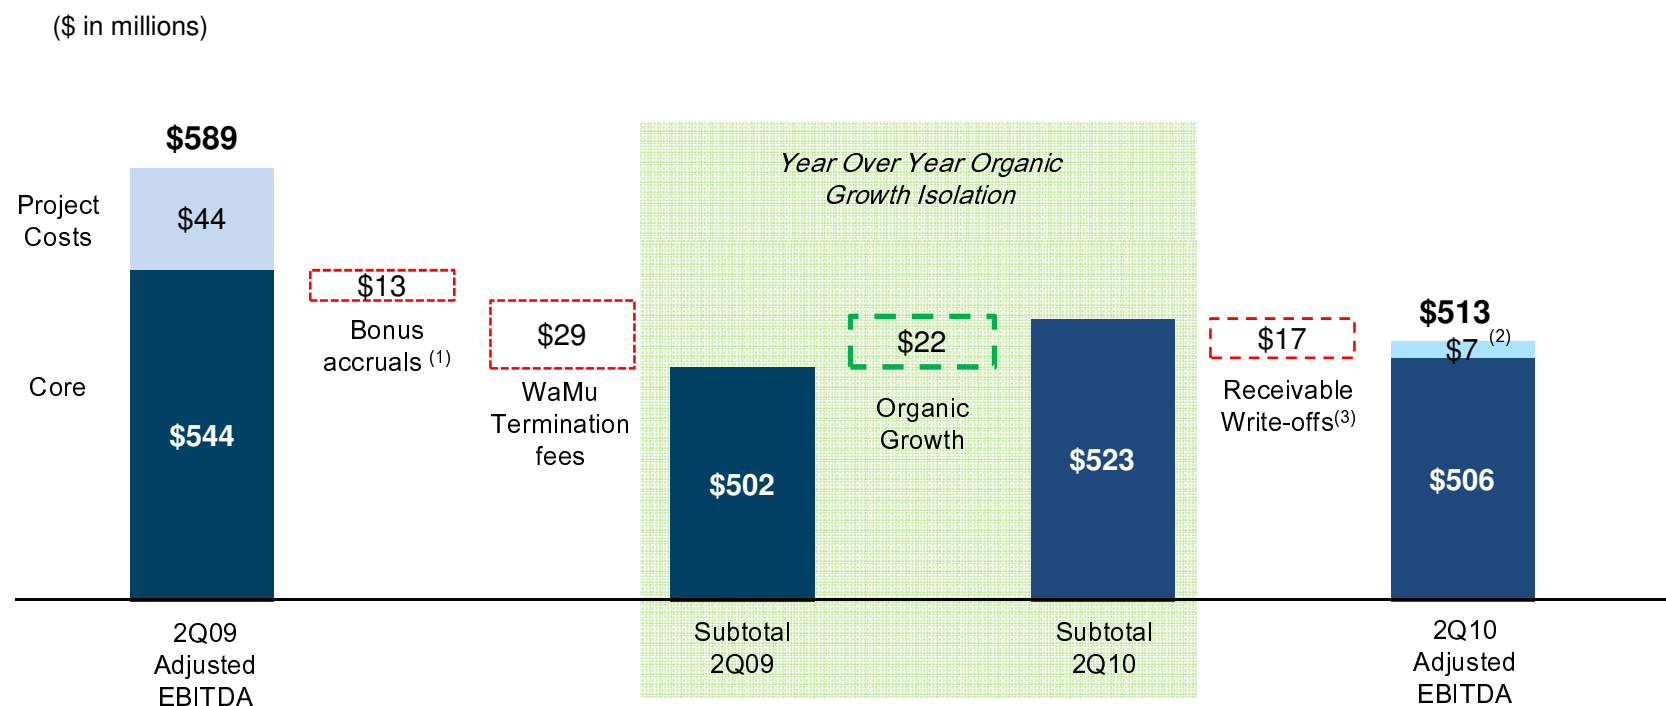 ($ in millions)
$589
Project
Costs
$44
Core
$544
2Q09
Adjusted
EBITDA
$13
Bonus
accruals (1)
$29
WaMu
Termination
fees
Year Over Year Organic
Growth Isolation
$502
Subtotal
2Q09
$22
Organic
Growth
$523
Subtotal
2Q10
$17
Receivable
Write-offs(3)
$513
$7 (2)
$506
2Q10
Adjusted
EBITDA